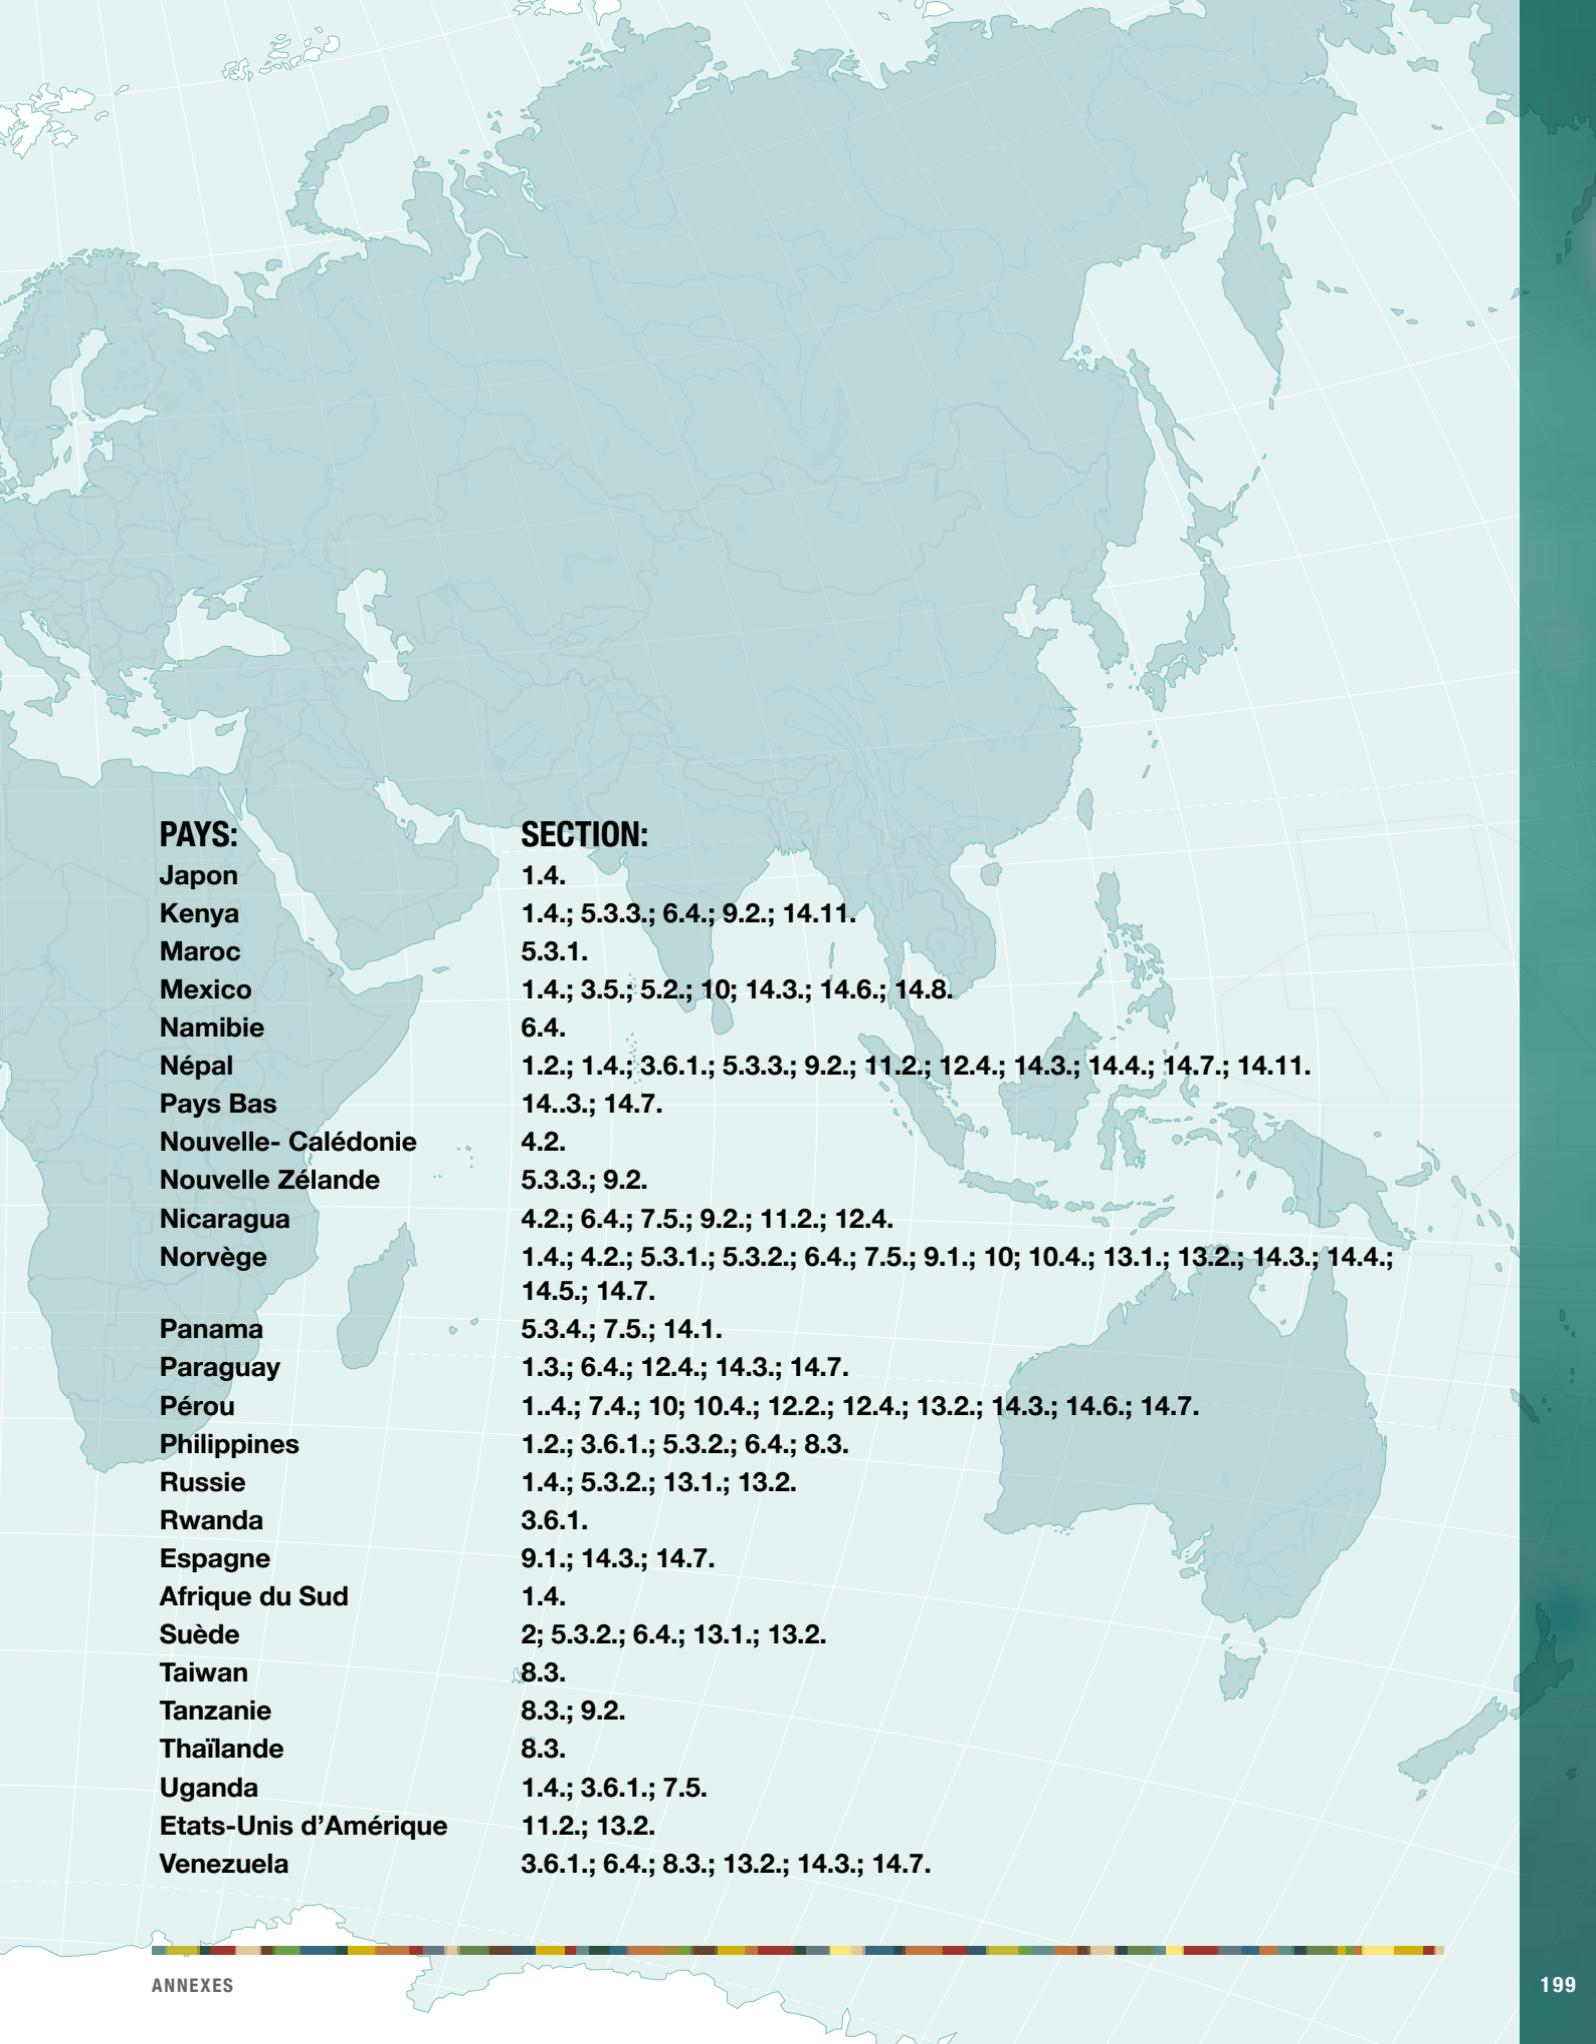 PAYS: SECTION:
Japon 1.4.
Kenya 1.4.; 5.3.3.; 6.4.; 9.2.; 14.11.
Maroc 5.3.1.
Mexico 1.4.; 3.5.; 5.2.; 10; 14.3.; 14.6.; 14.8.
Namibie 6.4.
Népal 1.2.; 1.4.; 3.6.1.; 5.3.3.; 9.2.; 11.2.; 12.4.; 14.3.; 14.4.; 14.7.; 14.11.
Pays Bas 14..3.; 14.7.
Nouvelle- Calédonie 4.2.
Nouvelle Zélande 5.3.3.; 9.2.
Nicaragua 4.2.; 6.4.; 7.5.; 9.2.; 11.2.; 12.4.
Norvège 1.4.; 4.2.; 5.3.1.; 5.3.2.; 6.4.; 7.5.; 9.1.; 10; 10.4.; 13.1.; 13.2.; 14.3.; 14.4.;
14.5.; 14.7.
Panama 5.3.4.; 7.5.; 14.1.
Paraguay 1.3.; 6.4.; 12.4.; 14.3.; 14.7.
Pérou 1..4.; 7.4.; 10; 10.4.; 12.2.; 12.4.; 13.2.; 14.3.; 14.6.; 14.7.
Philippines 1.2.; 3.6.1.; 5.3.2.; 6.4.; 8.3.
Russie 1.4.; 5.3.2.; 13.1.; 13.2.
Rwanda 3.6.1.
Espagne 9.1.; 14.3.; 14.7.
Afrique du Sud 1.4.
Suède 2; 5.3.2.; 6.4.; 13.1.; 13.2.
Taiwan 8.3.
Tanzanie 8.3.; 9.2.
Thaïlande 8.3.
Uganda 1.4.; 3.6.1.; 7.5.
Etats-Unis d’Amérique 11.2.; 13.2.
Venezuela 3.6.1.; 6.4.; 8.3.; 13.2.; 14.3.; 14.7.
ANNEXES 199